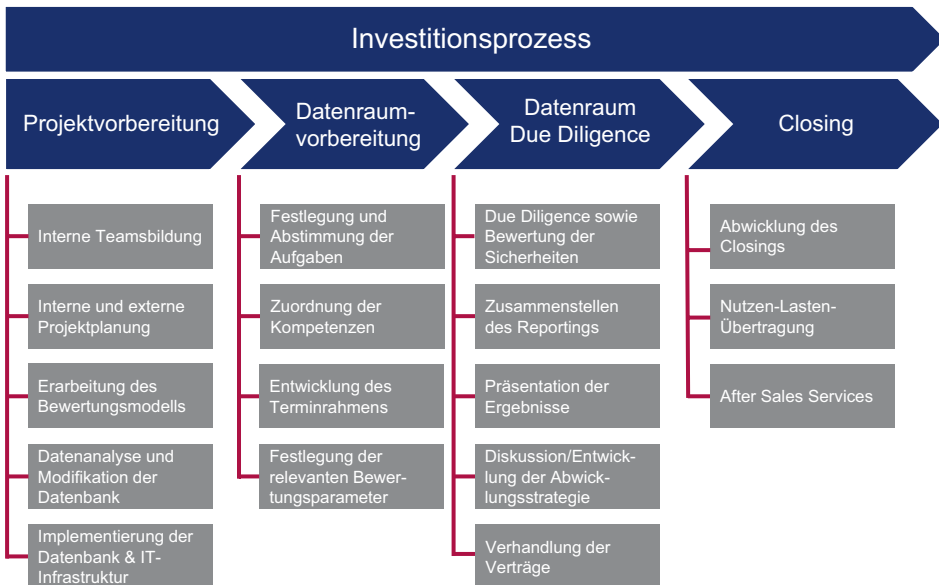 Investitionsprozess
Projektvorbereitung
Datenraum-
vorbereitung
Datenraum
Due Diligence
Closing
Interne Teamsbildung
Interne und externe
Projektplanung
Erarbeitung des
Bewertungsmodells
Datenanalyse und
Modifikation der
Datenbank
Implementierung der
Datenbank & IT-
Infrastruktur
Festlegung und
Abstimmung der
Aufgaben
Zuordnung der
Kompetenzen
Entwicklung des
Terminrahmens
Festlegung der
relevanten Bewer-
tungsparameter
Due Diligence sowie
Bewertung der
Sicherheiten
Zusammenstellen
des Reportings
Präsentation der
Ergebnisse
Diskussion/Entwick-
lung der Abwick-
lungsstrategie
Verhandlung der
Verträge
Abwicklung des
Closings
Nutzen-Lasten-
Übertragung
After Sales Services